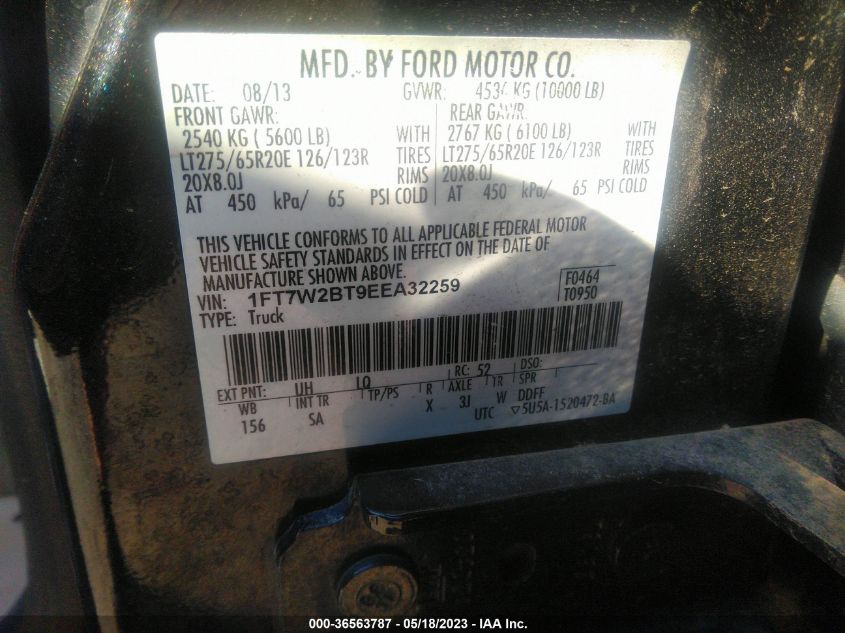 MFD. BY FORD MOTOR CO.
DATE: 08/13 GVWR: 4536 KG (10000 LB)
FRONT GAWR: REAR GAWR:
2540 KG ( 5600 LB) WITH 2767 KG ( 6100 LB) WITH
LT275/65R20E 126/123R TIRES LT275/65R20E 126/123R TIRES
20X8.0J RIMS 20X8.0J RIMS
AT 450 kPa/ 65 PSI COLD AT 450 kPa/ 65 PSI COLD
THIS VEHICLE CONFORMS TO ALL APPLICABLE FEDERAL MOTOR
VEHICLE SAFETY STANDARDS IN EFFECT ON THE DATE OF
MANUFACTURE SHOWN ABOVE.
VIN: 1FT7W2BT9EEA32259 F0464
TYPE: Truck T0950
EXT PNT: UH LQ RC: 52 DSO:
WB INT TR TP/PS R AXLE TR SPR
156 SA X 3J W DDFF
UTC ▽5U5A-1520472-BA
000-36563787 - 05/18/2023 - IAA Inc.